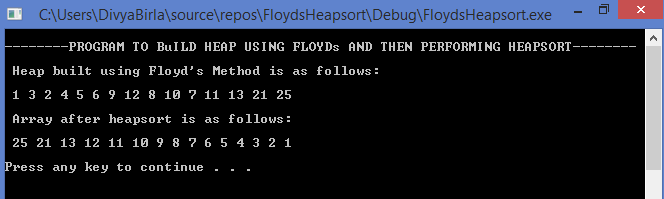 C:\Users\DivyaBirla\source\repos\FloydsHeapsort\Debug\FloydsHeapsort.exe
--------PROGRAM TO BuILD HEAP USING FLOYDs AND THEN PERFORMING HEAPSORT--------
Heap built using Floyd's Method is as follows:
1 3 2 4 5 6 9 12 8 10 7 11 13 21 25
Array after heapsort is as follows:
25 21 13 12 11 10 9 8 7 6 5 4 3 2 1
Press any key to continue . . .